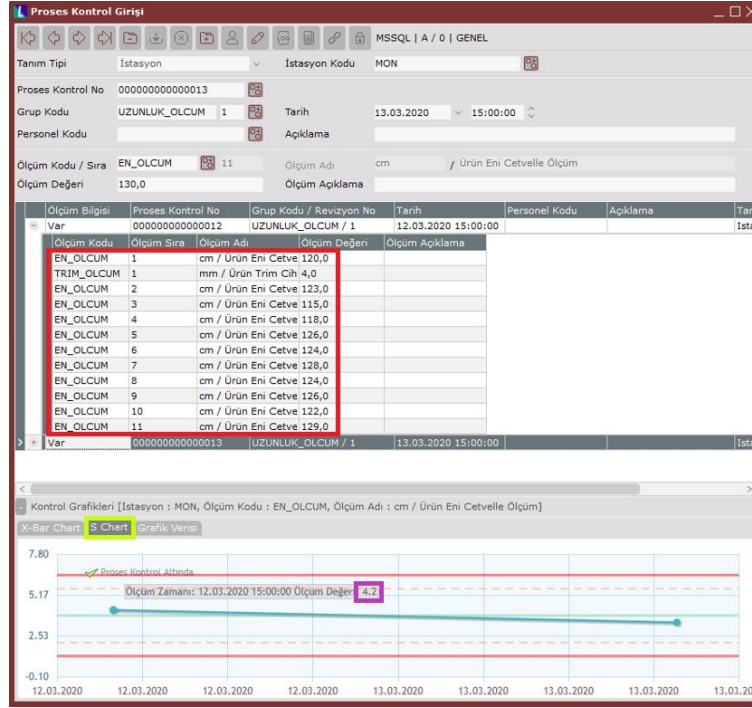 Proses Kontrol Girişi
MSSQL | A / 0 | GENEL
Tanım Tipi İstasyon İstasyon Kodu MON
Proses Kontrol No 000000000000013
Grup Kodu UZUNLUK_OLCUM 1 Tarih 13.03.2020 15:00:00
Personel Kodu Açıklama
Ölçüm Kodu / Sıra EN_OLCUM 11 Ölçüm Adı cm / Ürün Eni Cetvelle Ölçüm
Ölçüm Değeri 130,0 Ölçüm Açıklama
Ölçüm Bilgisi Proses Kontrol No Grup Kodu / Revizyon No Tarih Personel Kodu Açıklama Tar
Var 000000000000012 UZUNLUK_OLCUM / 1 12.03.2020 15:00:00 İsta
Ölçüm Kodu Ölçüm Sıra Ölçüm Adı Ölçüm Değeri Ölçüm Açıklama
EN_OLCUM 1 cm / Ürün Eni Cetve 120,0
TRIM_OLCUM 1 mm / Ürün Trim Cih 4,0
EN_OLCUM 2 cm / Ürün Eni Cetve 123,0
EN_OLCUM 3 cm / Ürün Eni Cetve 115,0
EN_OLCUM 4 cm / Ürün Eni Cetve 118,0
EN_OLCUM 5 cm / Ürün Eni Cetve 126,0
EN_OLCUM 6 cm / Ürün Eni Cetve 124,0
EN_OLCUM 7 cm / Ürün Eni Cetve 128,0
EN_OLCUM 8 cm / Ürün Eni Cetve 124,0
EN_OLCUM 9 cm / Ürün Eni Cetve 126,0
EN_OLCUM 10 cm / Ürün Eni Cetve 122,0
EN_OLCUM 11 cm / Ürün Eni Cetve 129,0
Var 000000000000013 UZUNLUK_OLCUM / 1 13.03.2020 15:00:00 İsta
Kontrol Grafikleri [İstasyon : MON, Ölçüm Kodu : EN_OLCUM, Ölçüm Adı : cm / Ürün Eni Cetvelle Ölçüm]
X-Bar Chart S Chart Grafik Verisi
7.80
Proses Kontrol Altında
5.17
Ölçüm Zamanı: 12.03.2020 15:00:00 Ölçüm Değer 4.2
2.53
-0.10
12.03.2020 12.03.2020 12.03.2020 12.03.2020 13.03.2020 13.03.2020 13.03.2020 13.03.2020 13.03.20